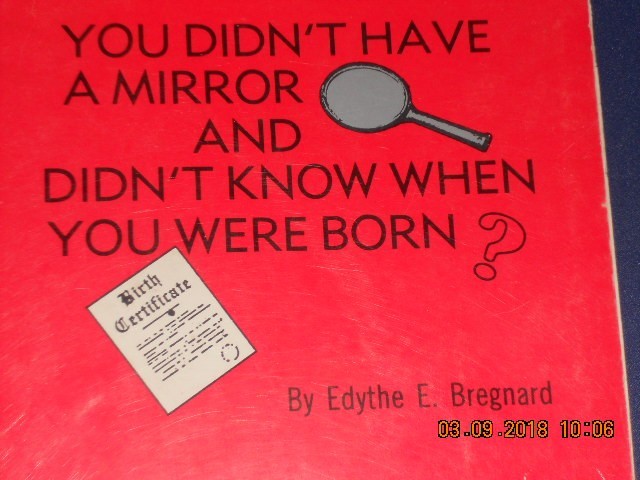 YOU DIDN'T HAVE
A MIRROR
AND
DIDN'T KNOW WHEN
YOU WERE BORN ?
Birth
Certificate
By Edythe E. Bregnard
03.09.2018 10:06